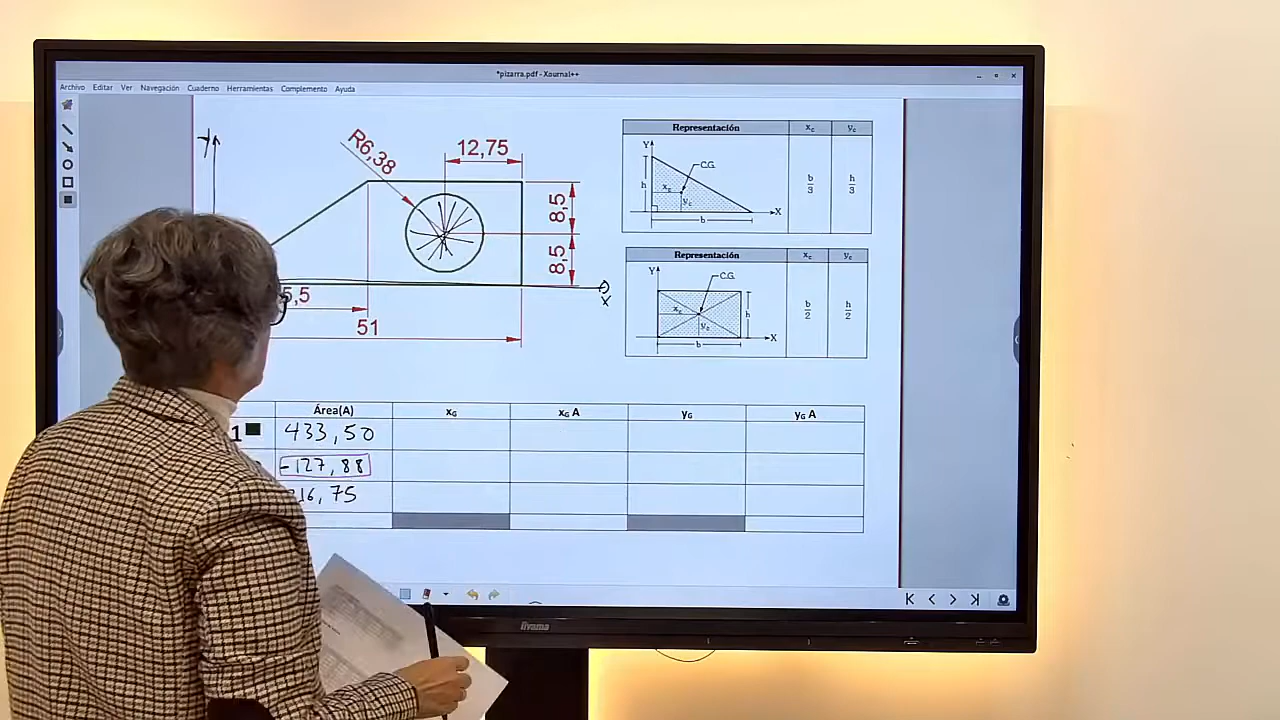 *pizarra.pdf - Xournal++
Archivo Editar Ver Navegación Cuaderno Herramientas Complemento Ayuda
y
R6,38
12,75
8,5
8,5
5,5
51
x
Representación xc yc
Y
C.G.
h
xc
yc
b
X
b/3 h/3
Representación xc yc
Y
C.G.
h
xc
yc
b
X
b/2 h/2
Área(A) xG xG A yG yG A
1 433,50
-127,88
16,75
iiyama